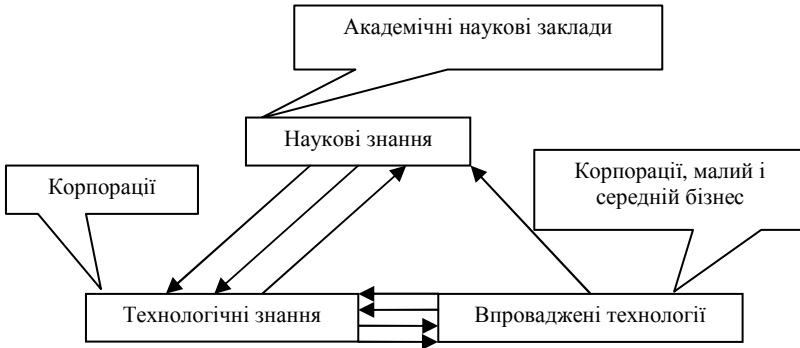 Академічні наукові заклади
Наукові знання
Корпорації
Корпорації, малий і
середній бізнес
Технологічні знання
Впроваджені технології